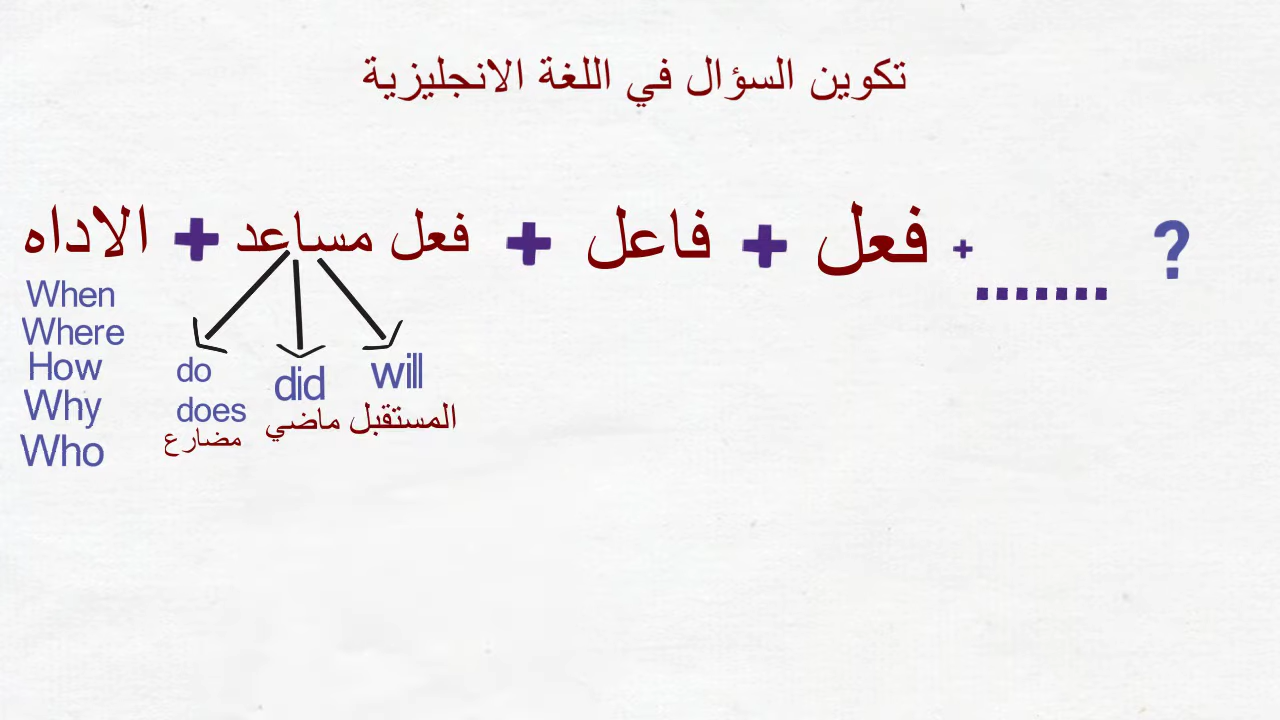 تكوين السؤال في اللغة الانجليزية
الاداه + فعل مساعد + فاعل + فعل + ....... ?
When
Where
How
Why
Who
do
does
مضارع
did
ماضي
will
المستقبل